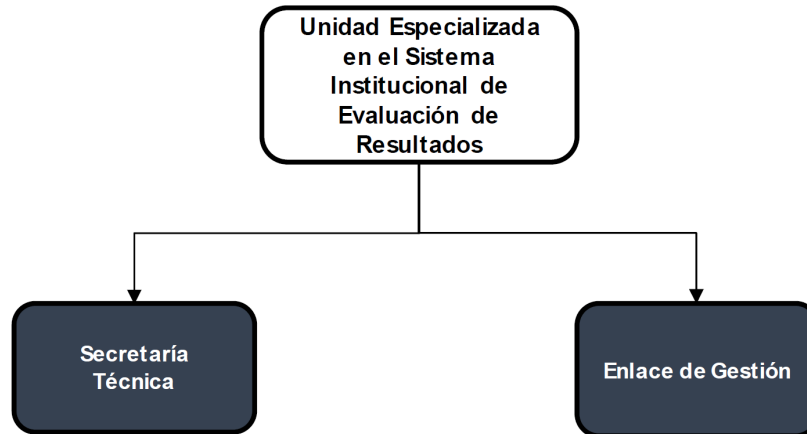 Unidad Especializada
en el Sistema
Institucional de
Evaluación de
Resultados
Secretaría
Técnica
Enlace de Gestión